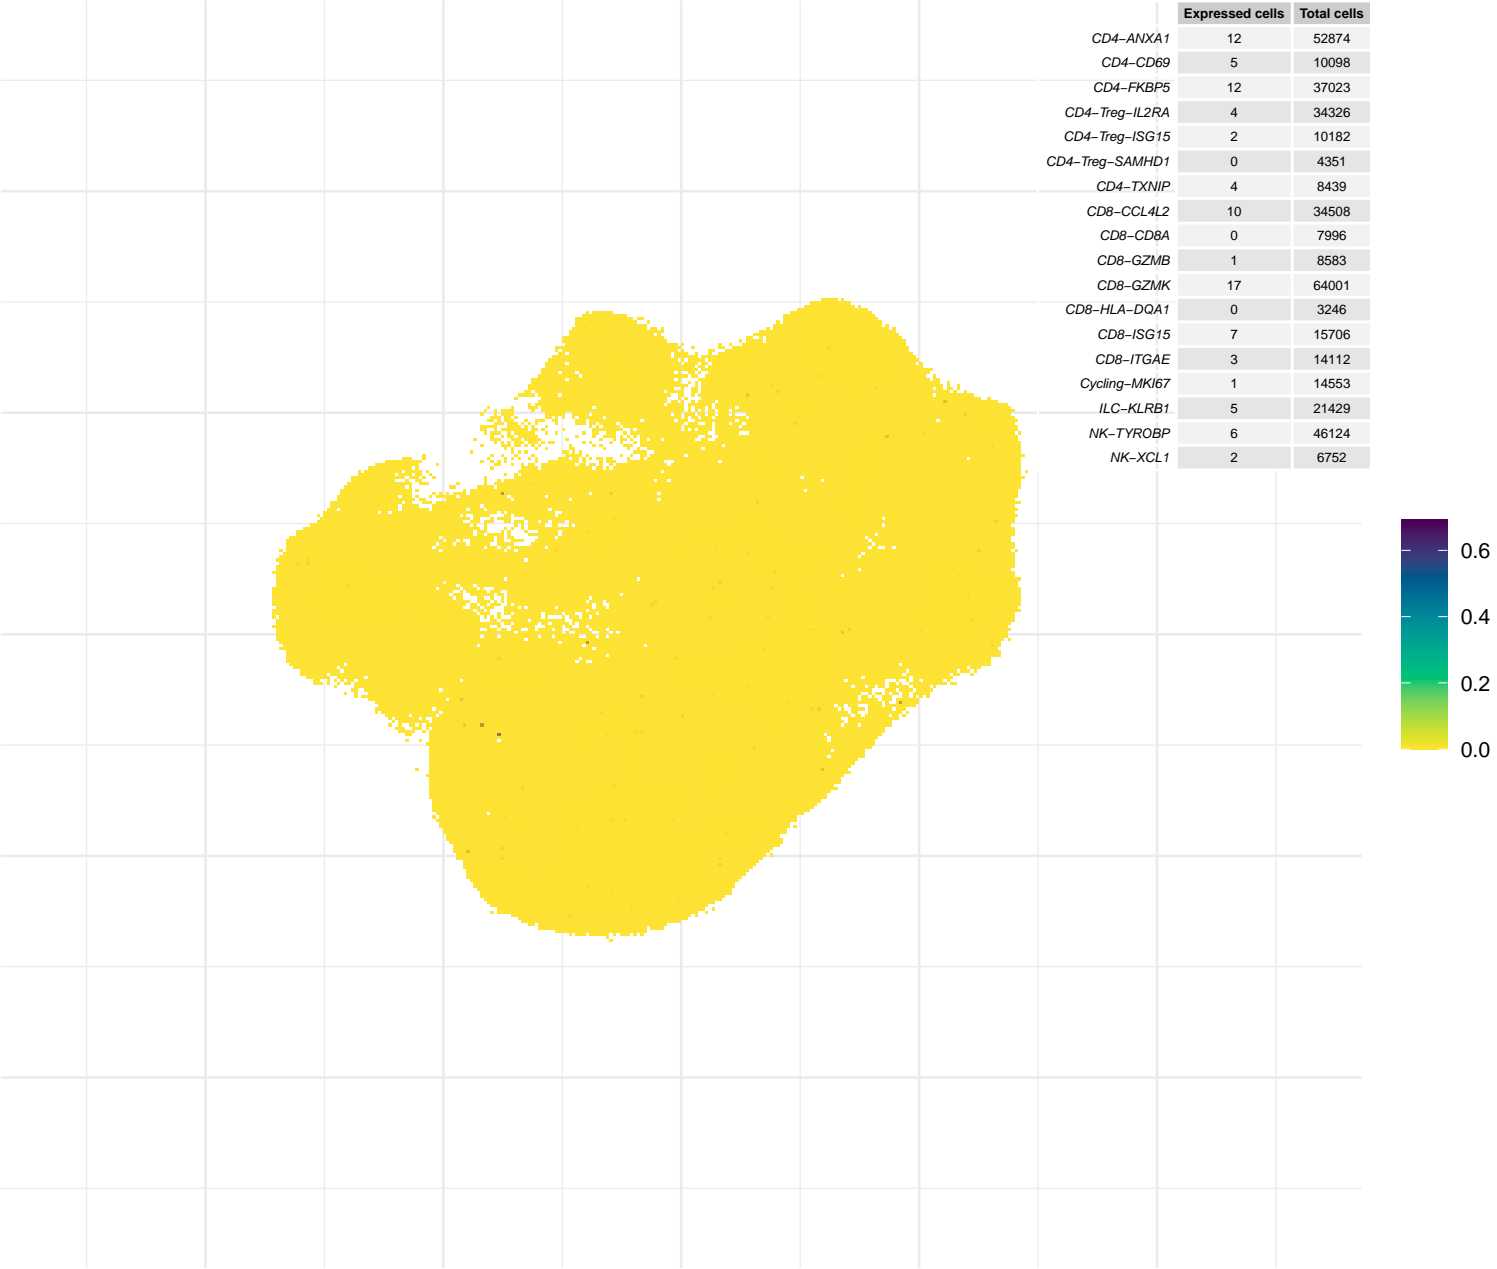 Expressed cells Total cells
CD4−ANXA1 12 52874
CD4−CD69 5 10098
CD4−FKBP5 12 37023
CD4−Treg−IL2RA 4 34326
CD4−Treg−ISG15 2 10182
CD4−Treg−SAMHD1 0 4351
CD4−TXNIP 4 8439
CD8−CCL4L2 10 34508
CD8−CD8A 0 7996
CD8−GZMB 1 8583
CD8−GZMK 17 64001
CD8−HLA−DQA1 0 3246
CD8−ISG15 7 15706
CD8−ITGAE 3 14112
Cycling−MKI67 1 14553
ILC−KLRB1 5 21429
NK−TYROBP 6 46124
NK−XCL1 2 6752
0.6
0.4
0.2
0.0